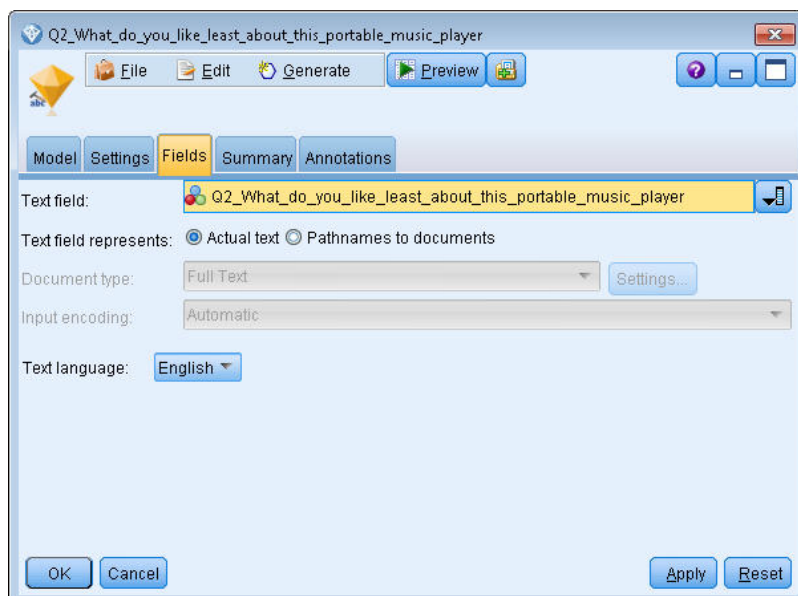 Q2_What_do_you_like_least_about_this_portable_music_player
File Edit Generate Preview
abc
Model Settings Fields Summary Annotations
Text field: Q2_What_do_you_like_least_about_this_portable_music_player
Text field represents: Actual text Pathnames to documents
Document type: Full Text Settings...
Input encoding: Automatic
Text language: English
OK Cancel Apply Reset